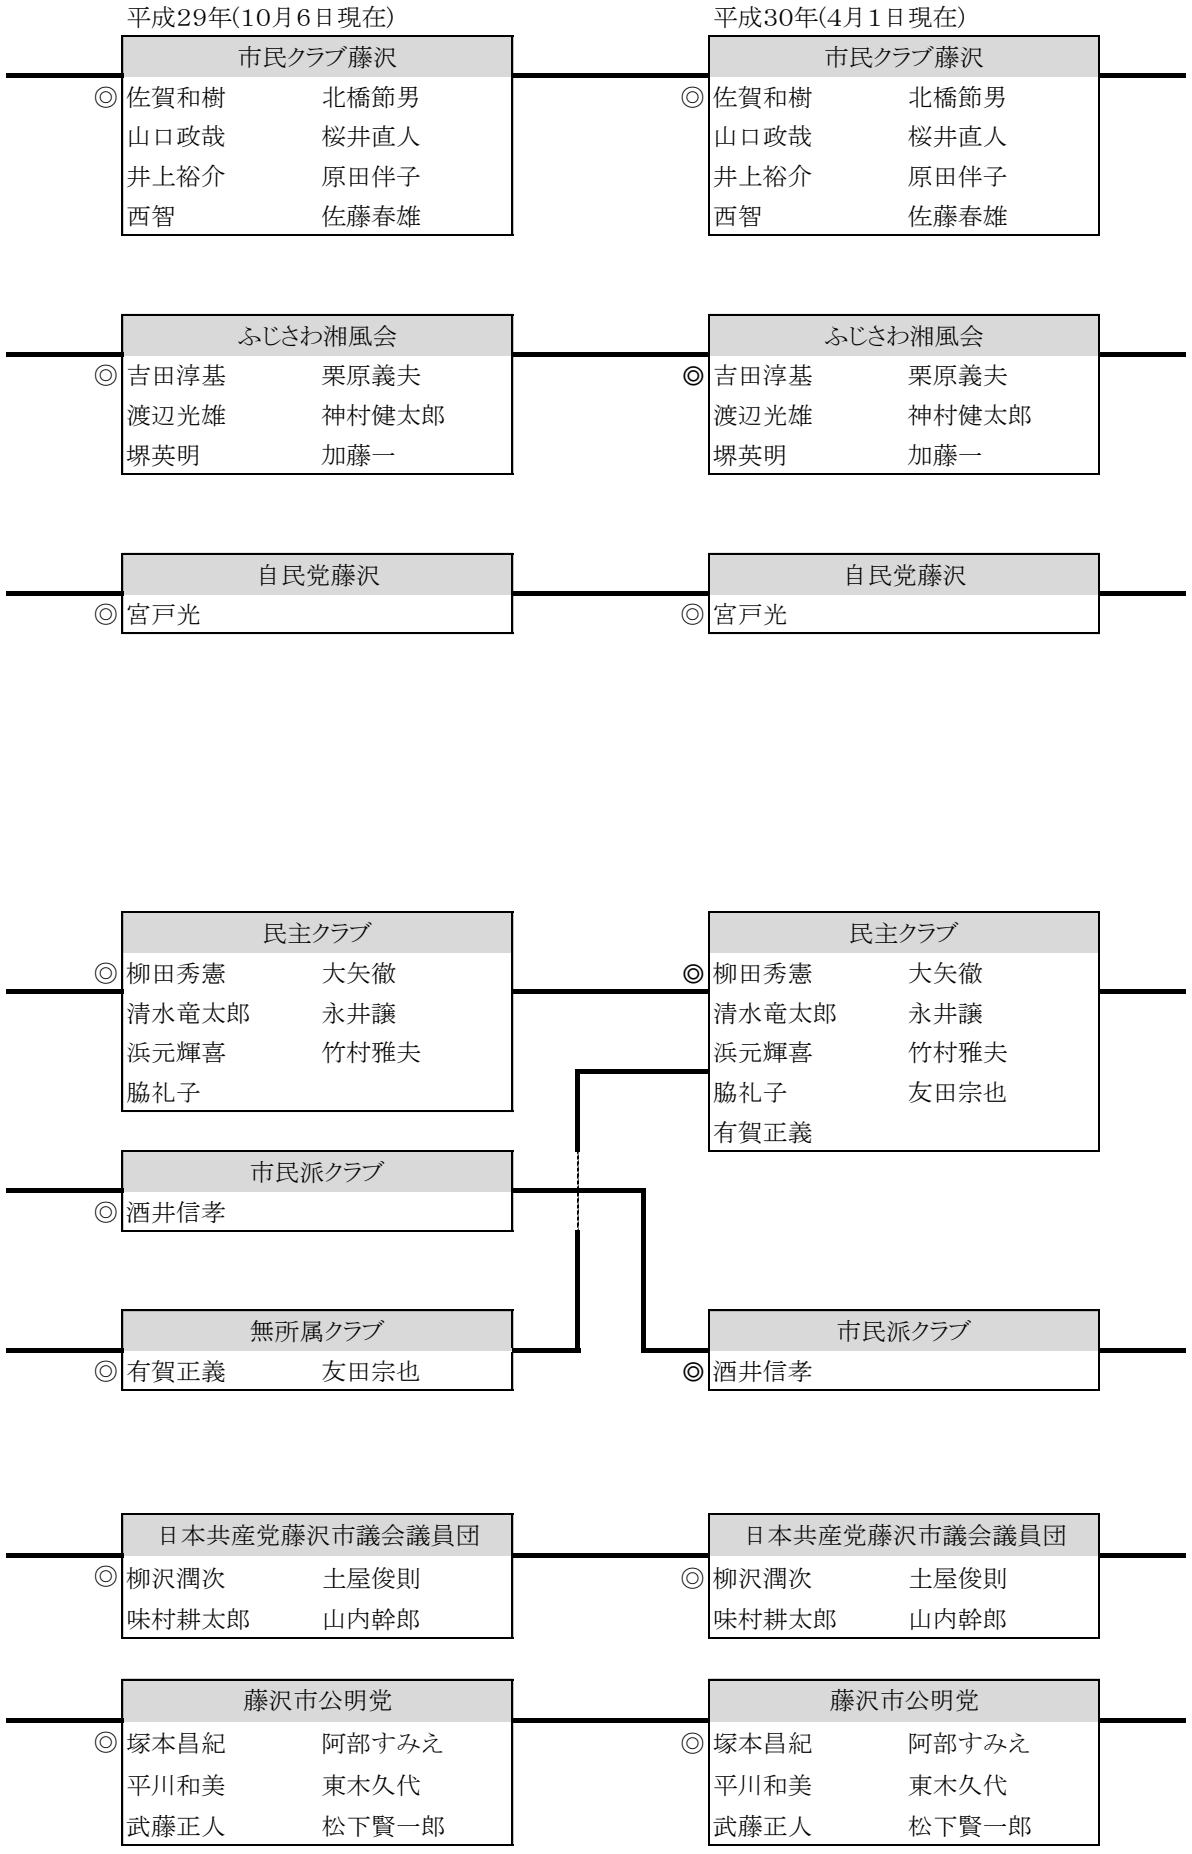 平成29年(10月6日現在) 平成30年(4月1日現在)
市民クラブ藤沢 市民クラブ藤沢
◎ 佐賀和樹 北橋節男 ◎ 佐賀和樹 北橋節男
山口政哉 桜井直人 山口政哉 桜井直人
井上裕介 原田伴子 井上裕介 原田伴子
西智 佐藤春雄 西智 佐藤春雄
ふじさわ湘風会 ふじさわ湘風会
◎ 吉田淳基 栗原義夫 ◎ 吉田淳基 栗原義夫
渡辺光雄 神村健太郎 渡辺光雄 神村健太郎
堺英明 加藤一 堺英明 加藤一
自民党藤沢 自民党藤沢
◎ 宮戸光 ◎ 宮戸光
民主クラブ 民主クラブ
◎ 柳田秀憲 大矢徹 ◎ 柳田秀憲 大矢徹
清水竜太郎 永井譲 清水竜太郎 永井譲
浜元輝喜 竹村雅夫 浜元輝喜 竹村雅夫
脇礼子 脇礼子 友田宗也
有賀正義
市民派クラブ
◎ 酒井信孝
無所属クラブ 市民派クラブ
◎ 有賀正義 友田宗也 ◎ 酒井信孝
日本共産党藤沢市議会議員団 日本共産党藤沢市議会議員団
◎ 柳沢潤次 土屋俊則 ◎ 柳沢潤次 土屋俊則
味村耕太郎 山内幹郎 味村耕太郎 山内幹郎
藤沢市公明党 藤沢市公明党
◎ 塚本昌紀 阿部すみえ ◎ 塚本昌紀 阿部すみえ
平川和美 東木久代 平川和美 東木久代
武藤正人 松下賢一郎 武藤正人 松下賢一郎